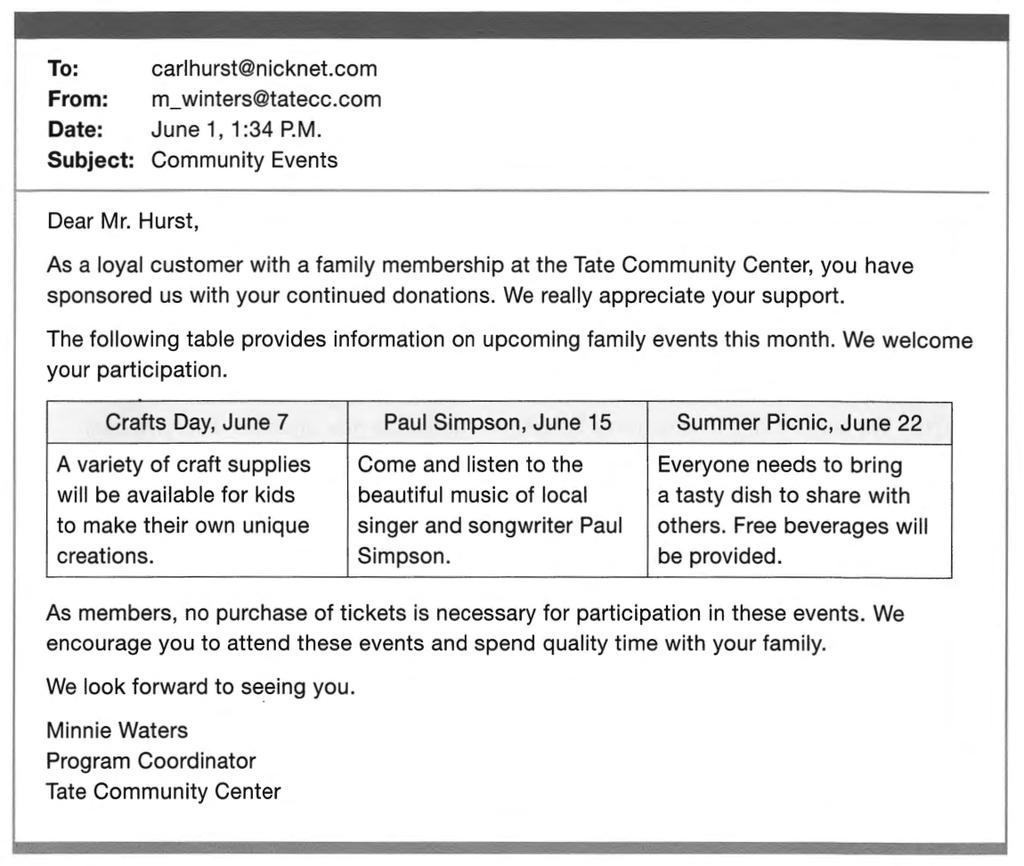 To: carlhurst@nicknet.com
From: m_winters@tatecc.com
Date: June 1, 1:34 P.M.
Subject: Community Events
Dear Mr. Hurst,
As a loyal customer with a family membership at the Tate Community Center, you have
sponsored us with your continued donations. We really appreciate your support.
The following table provides information on upcoming family events this month. We welcome
your participation.
Crafts Day, June 7
A variety of craft supplies
will be available for kids
to make their own unique
creations.
Paul Simpson, June 15
Come and listen to the
beautiful music of local
singer and songwriter Paul
Simpson.
Summer Picnic, June 22
Everyone needs to bring
a tasty dish to share with
others. Free beverages will
be provided.
As members, no purchase of tickets is necessary for participation in these events. We
encourage you to attend these events and spend quality time with your family.
We look forward to seeing you.
Minnie Waters
Program Coordinator
Tate Community Center